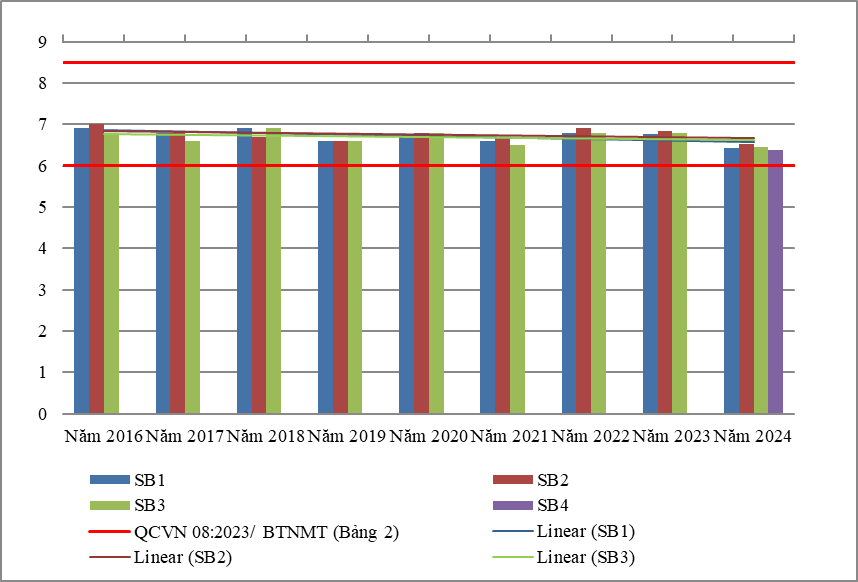 9
8
7
6
5
4
3
2
1
0
Năm 2016 Năm 2017 Năm 2018 Năm 2019 Năm 2020 Năm 2021 Năm 2022 Năm 2023 Năm 2024
SB1 SB2
SB3 SB4
QCVN 08:2023/ BTNMT (Bảng 2) Linear (SB1)
Linear (SB2) Linear (SB3)